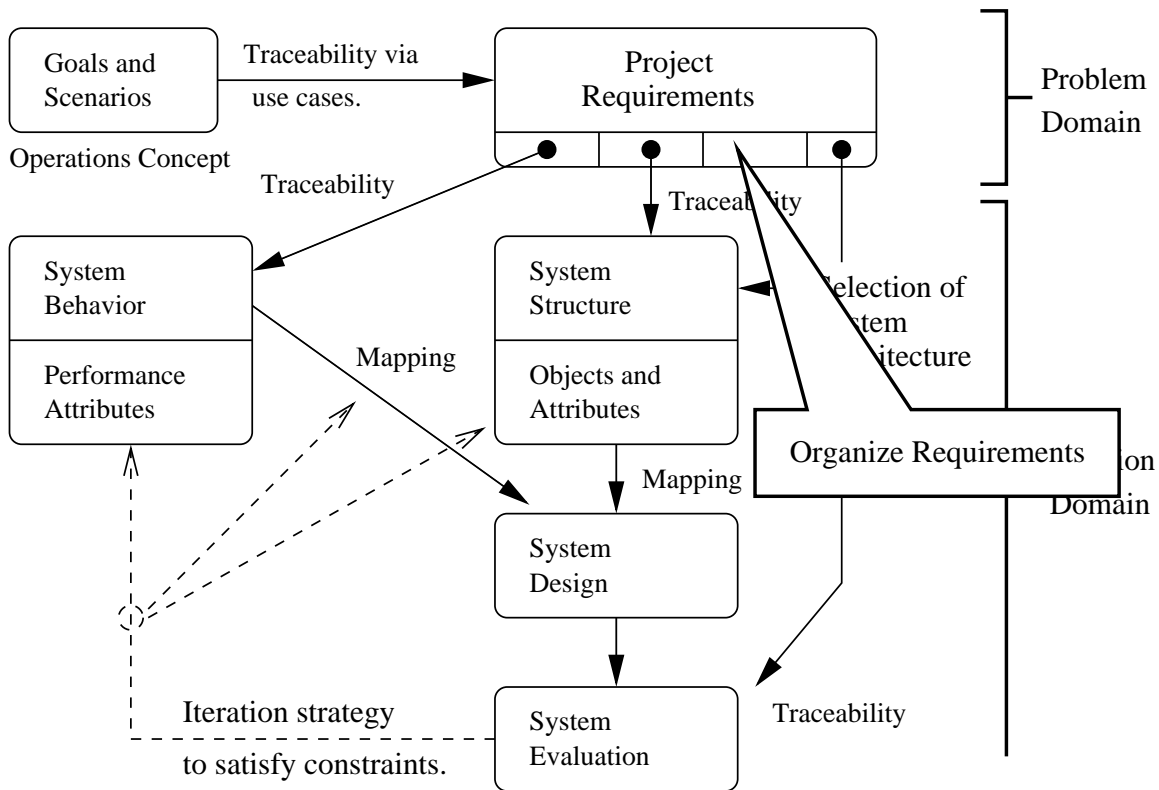 Goals and
Scenarios
Traceability via
use cases.
Project
Requirements
Problem
Domain
Operations Concept
Traceability
Traceability
System
Behavior
System
Structure
Selection of
Mapping
Performance
Attributes
Objects and
Attributes
Organize Requirements
Mapping
Domain
System
Design
Iteration strategy
to satisfy constraints.
System
Evaluation
Traceability